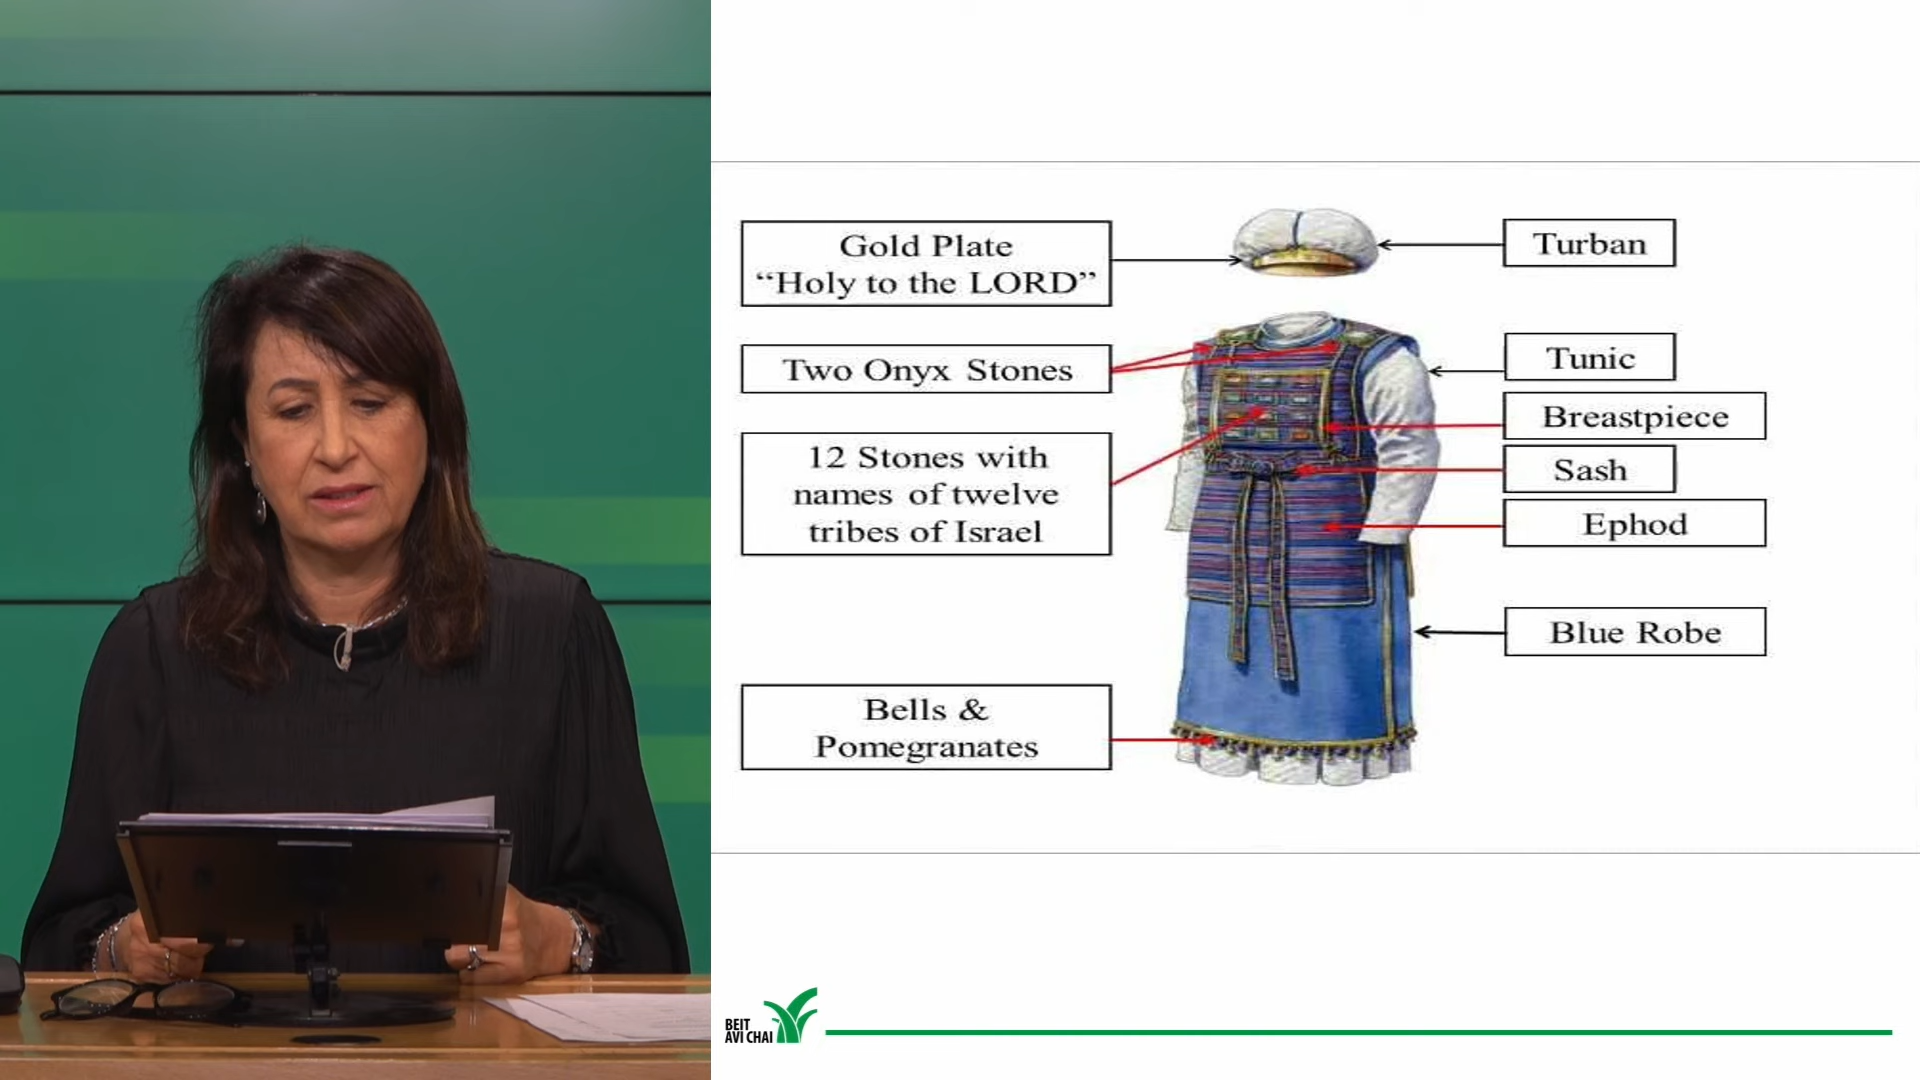 Gold Plate
“Holy to the LORD”
Two Onyx Stones
12 Stones with
names of twelve
tribes of Israel
Bells &
Pomegranates
Turban
Tunic
Breastpiece
Sash
Ephod
Blue Robe
BEIT
AVI CHAI